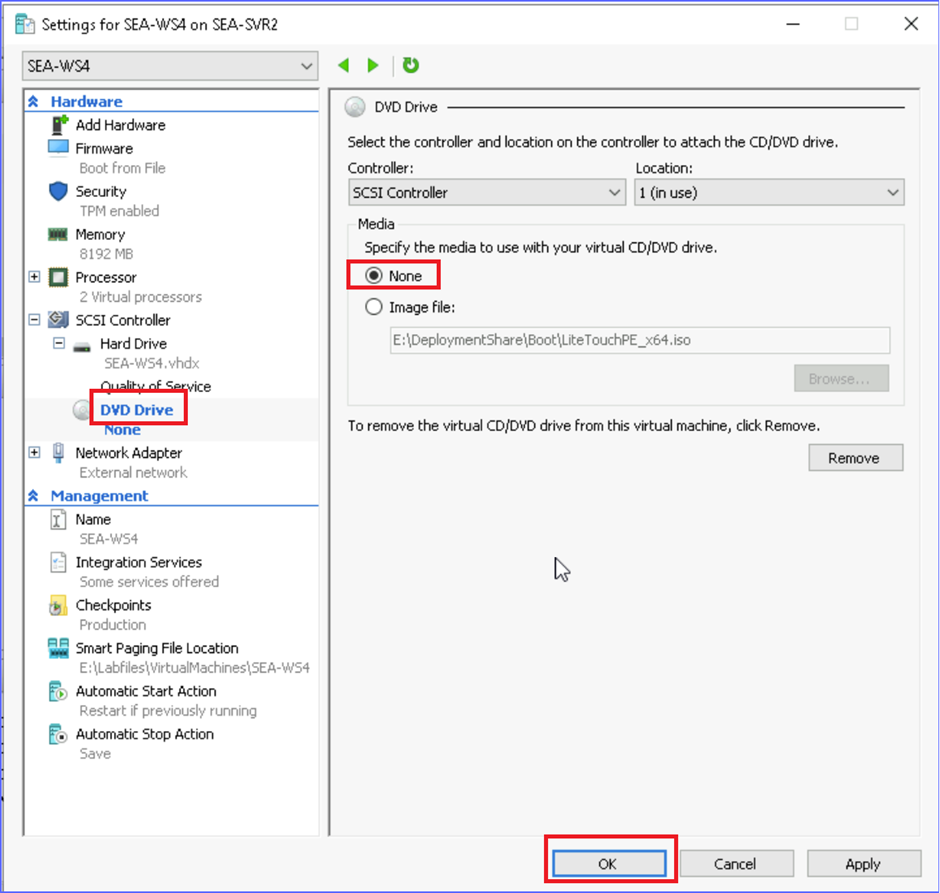 Settings for SEA-WS4 on SEA-SVR2
SEA-WS4
Hardware
Add Hardware
Firmware
Boot from File
Security
TPM enabled
Memory
8192 MB
Processor
2 Virtual processors
SCSI Controller
Hard Drive
SEA-WS4.vhdx
Quality of Service
DVD Drive
None
Network Adapter
External network
Management
Name
SEA-WS4
Integration Services
Some services offered
Checkpoints
Production
Smart Paging File Location
E:\Labfiles\VirtualMachines\SEA-WS4
Automatic Start Action
Restart if previously running
Automatic Stop Action
Save
DVD Drive
Select the controller and location on the controller to attach the CD/DVD drive.
Controller: Location:
SCSI Controller 1 (in use)
Media
Specify the media to use with your virtual CD/DVD drive.
None
Image file:
E:\DeploymentShare\Boot\LiteTouchPE_x64.iso
Browse...
To remove the virtual CD/DVD drive from this virtual machine, click Remove.
Remove
OK Cancel Apply